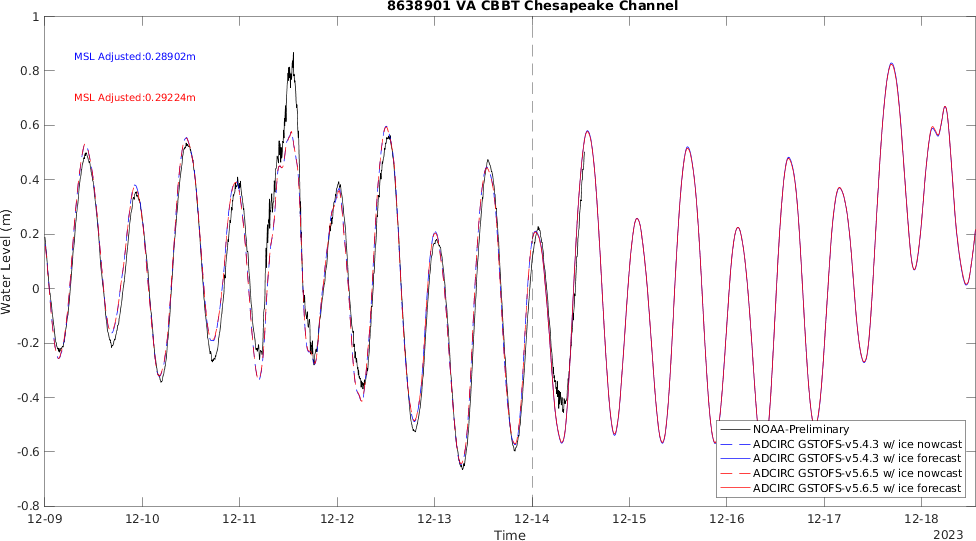 8638901 VA CBBT Chesapeake Channel
MSL Adjusted:0.28902m
MSL Adjusted:0.29224m
Water Level (m)
1
0.8
0.6
0.4
0.2
0
-0.2
-0.4
-0.6
-0.8
NOAA-Preliminary
ADCIRC GSTOFS-v5.4.3 w/ ice nowcast
ADCIRC GSTOFS-v5.4.3 w/ ice forecast
ADCIRC GSTOFS-v5.6.5 w/ ice nowcast
ADCIRC GSTOFS-v5.6.5 w/ ice forecast
12-09 12-10 12-11 12-12 12-13 12-14 12-15 12-16 12-17 12-18
Time
2023